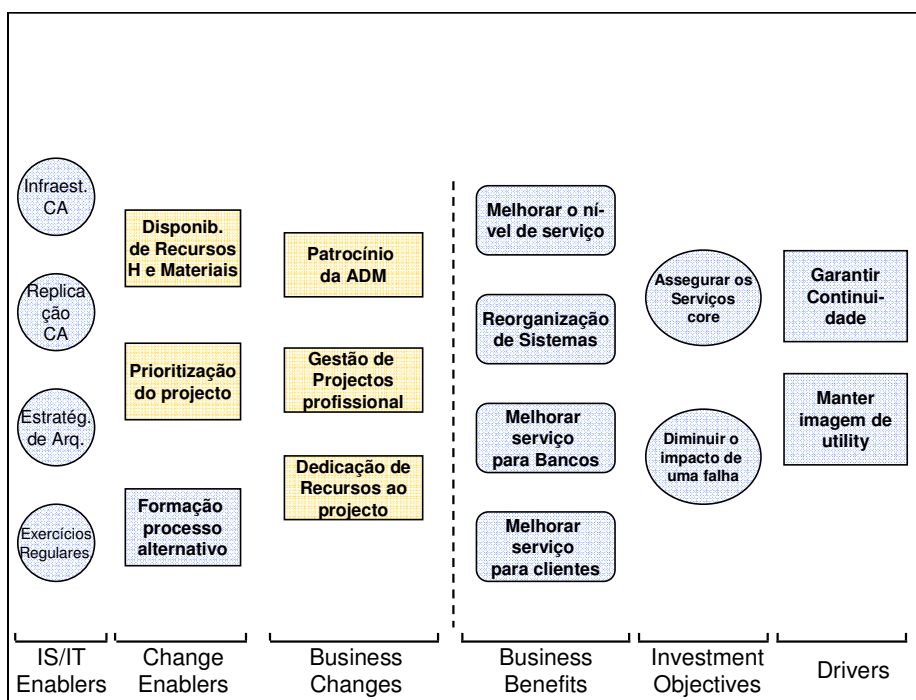 Infraest.
CA
Replica
ção
CA
Estratég.
de Arq.
Exercícios
Regulares.
Disponib.
de Recursos
H e Materiais
Prioritização
do projecto
Formação
processo
alternativo
Patrocínio
da ADM
Gestão de
Projectos
profissional
Dedicação de
Recursos ao
projecto
Melhorar o ní-
vel de serviço
Reorganização
de Sistemas
Melhorar
serviço
para Bancos
Melhorar
serviço
para clientes
Assegurar os
Serviços
core
Diminuir o
impacto de
uma falha
Garantir
Continui-
dade
Manter
imagem de
utility
IS/IT
Enablers
Change
Enablers
Business
Changes
Business
Benefits
Investment
Objectives
Drivers